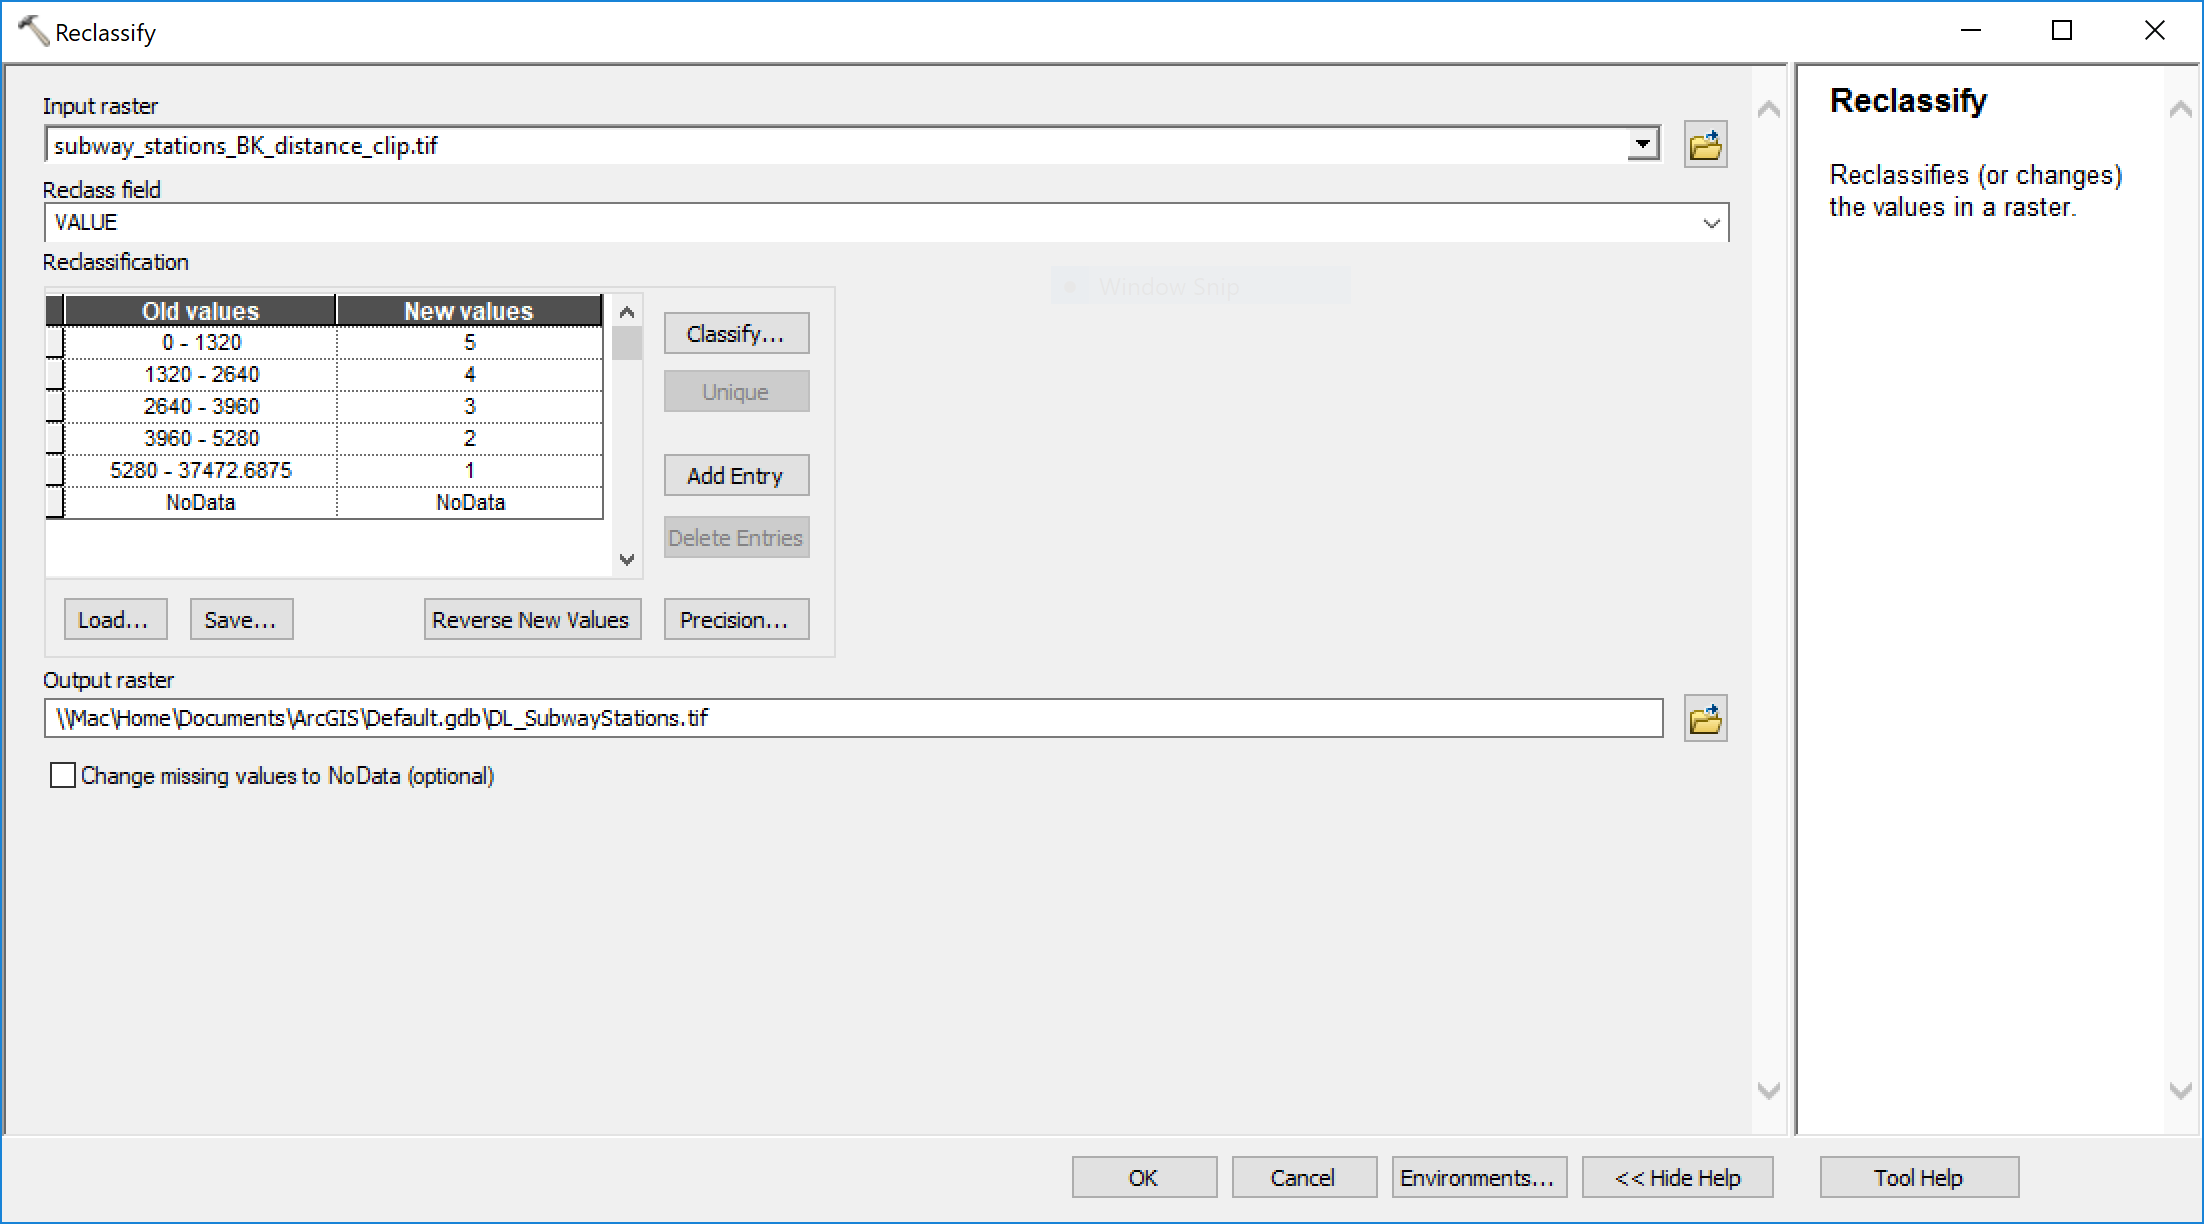 Reclassify
Input raster
subway_stations_BK_distance_clip.tif
Reclass field
VALUE
Reclassification
Old values New values
0 - 1320 5
1320 - 2640 4
2640 - 3960 3
3960 - 5280 2
5280 - 37472.6875 1
NoData NoData
Classify...
Unique
Add Entry
Delete Entries
Load... Save... Reverse New Values Precision...
Window Snip
Output raster
\\Mac\Home\Documents\ArcGIS\Default.gdb\DL_SubwayStations.tif
Change missing values to NoData (optional)
Reclassify
Reclassifies (or changes)
the values in a raster.
OK Cancel Environments... << Hide Help Tool Help